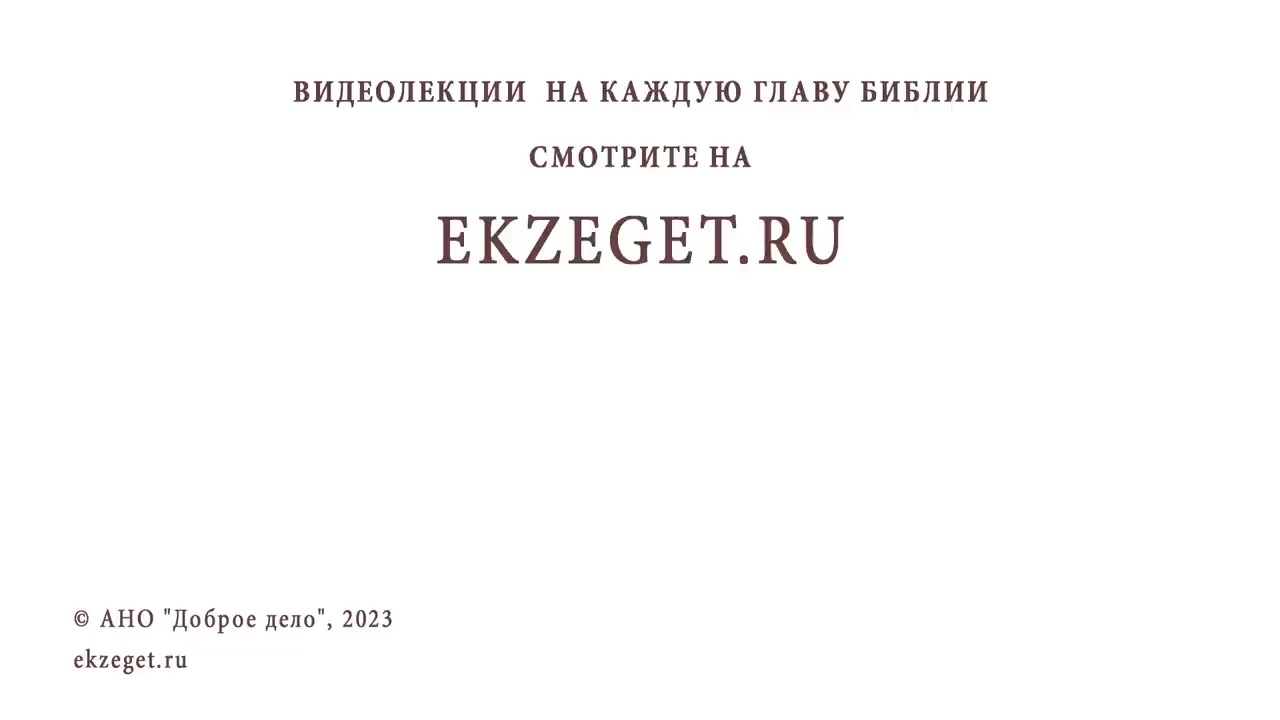 ВИДЕОЛЕКЦИИ НА КАЖДУЮ ГЛАВУ БИБЛИИ
СМОТРИТЕ НА
EKZEGET.RU
© АНО "Доброе дело", 2023
ekzeget.ru